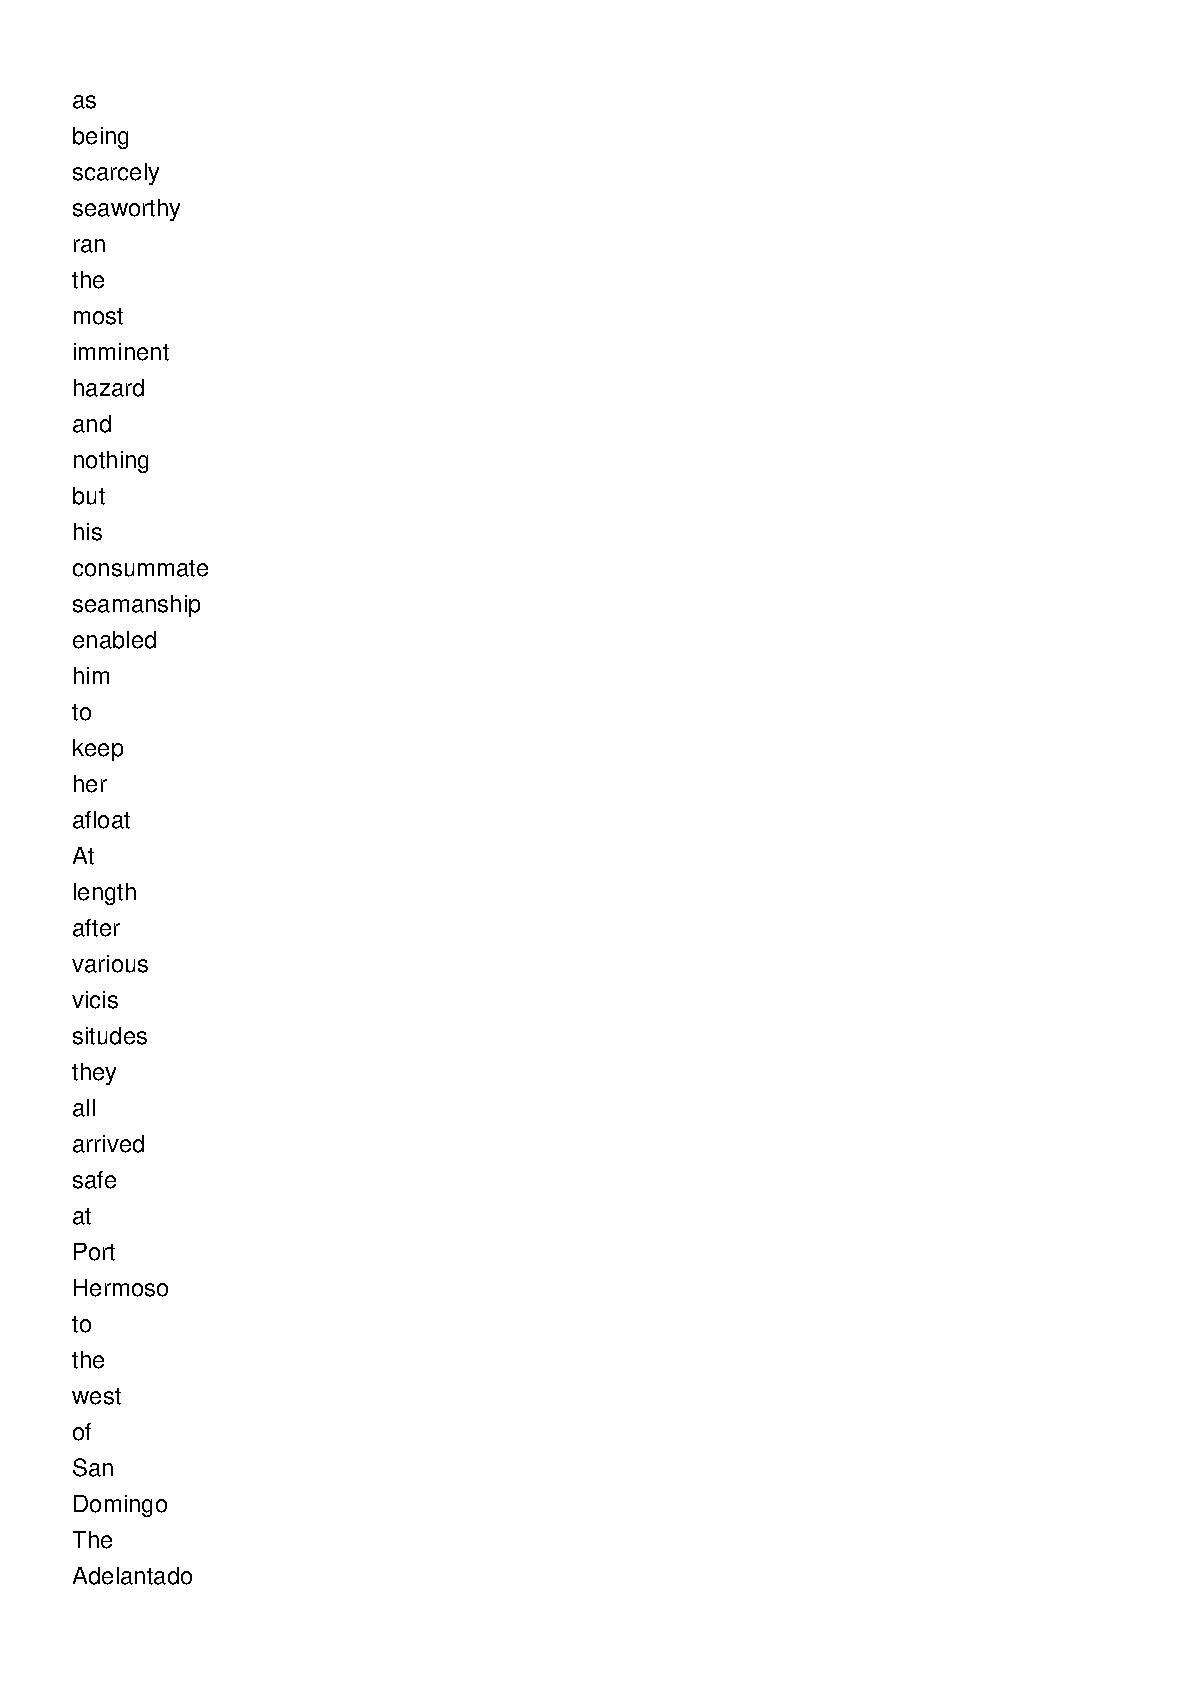 as
being
scarcely
seaworthy
ran
the
most
imminent
hazard
and
nothing
but
his
consummate
seamanship
enabled
him
to
keep
her
afloat
At
length
after
various
vicis
situdes
they
all
arrived
safe
at
Port
Hermoso
to
the
west
of
San
Domingo
The
Adelantado